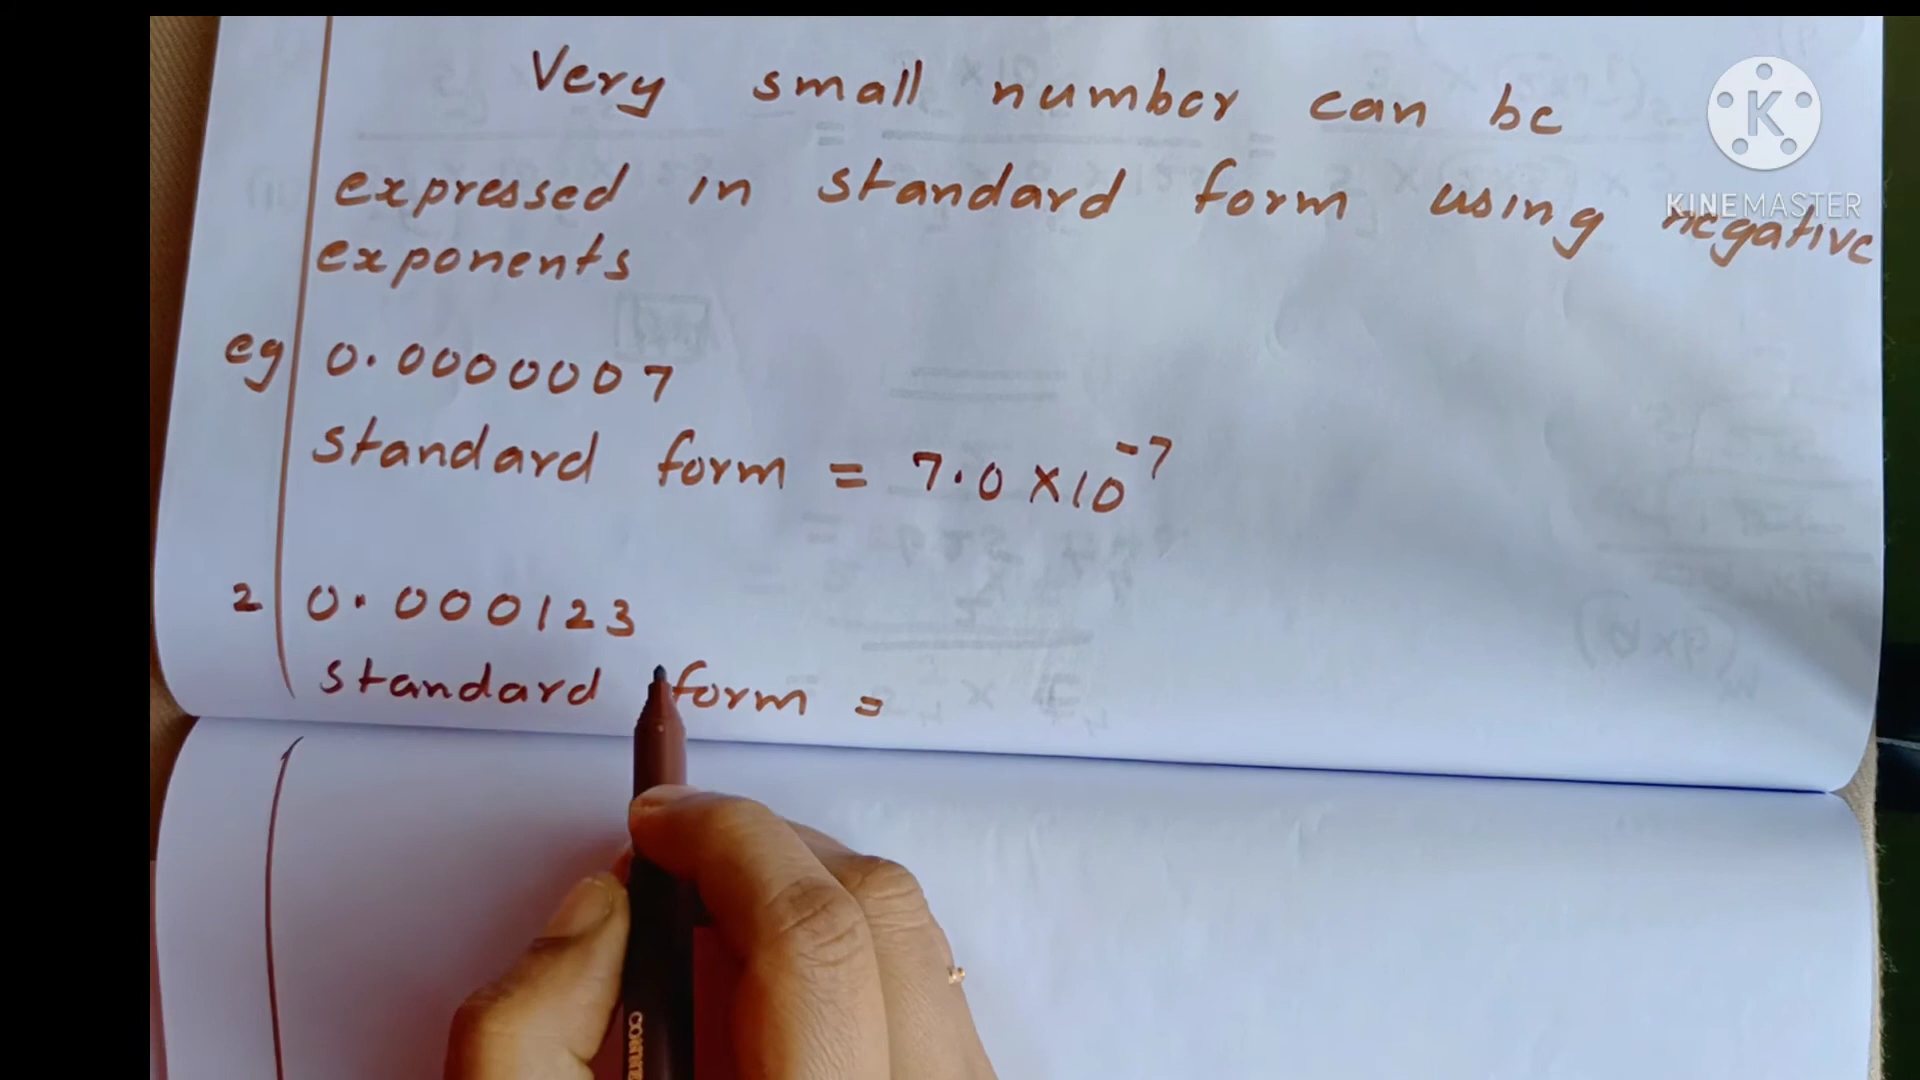 Very small number can be
expressed in standard form using negative
exponents
eg 0.0000007
standard form = 7.0 × 10⁻⁷
2 0.000123
standard form =
K
KINEMASTER